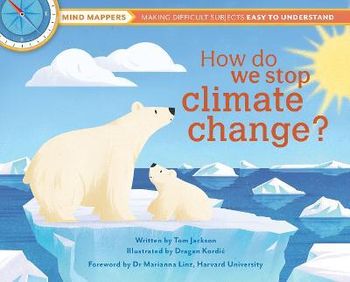 MIND MAPPERS MAKING DIFFICULT SUBJECTS EASY TO UNDERSTAND
How do
we stop
climate
change?
Written by Tom Jackson
Illustrated by Dragan Kordić
Foreword by Dr Marianna Linz, Harvard University